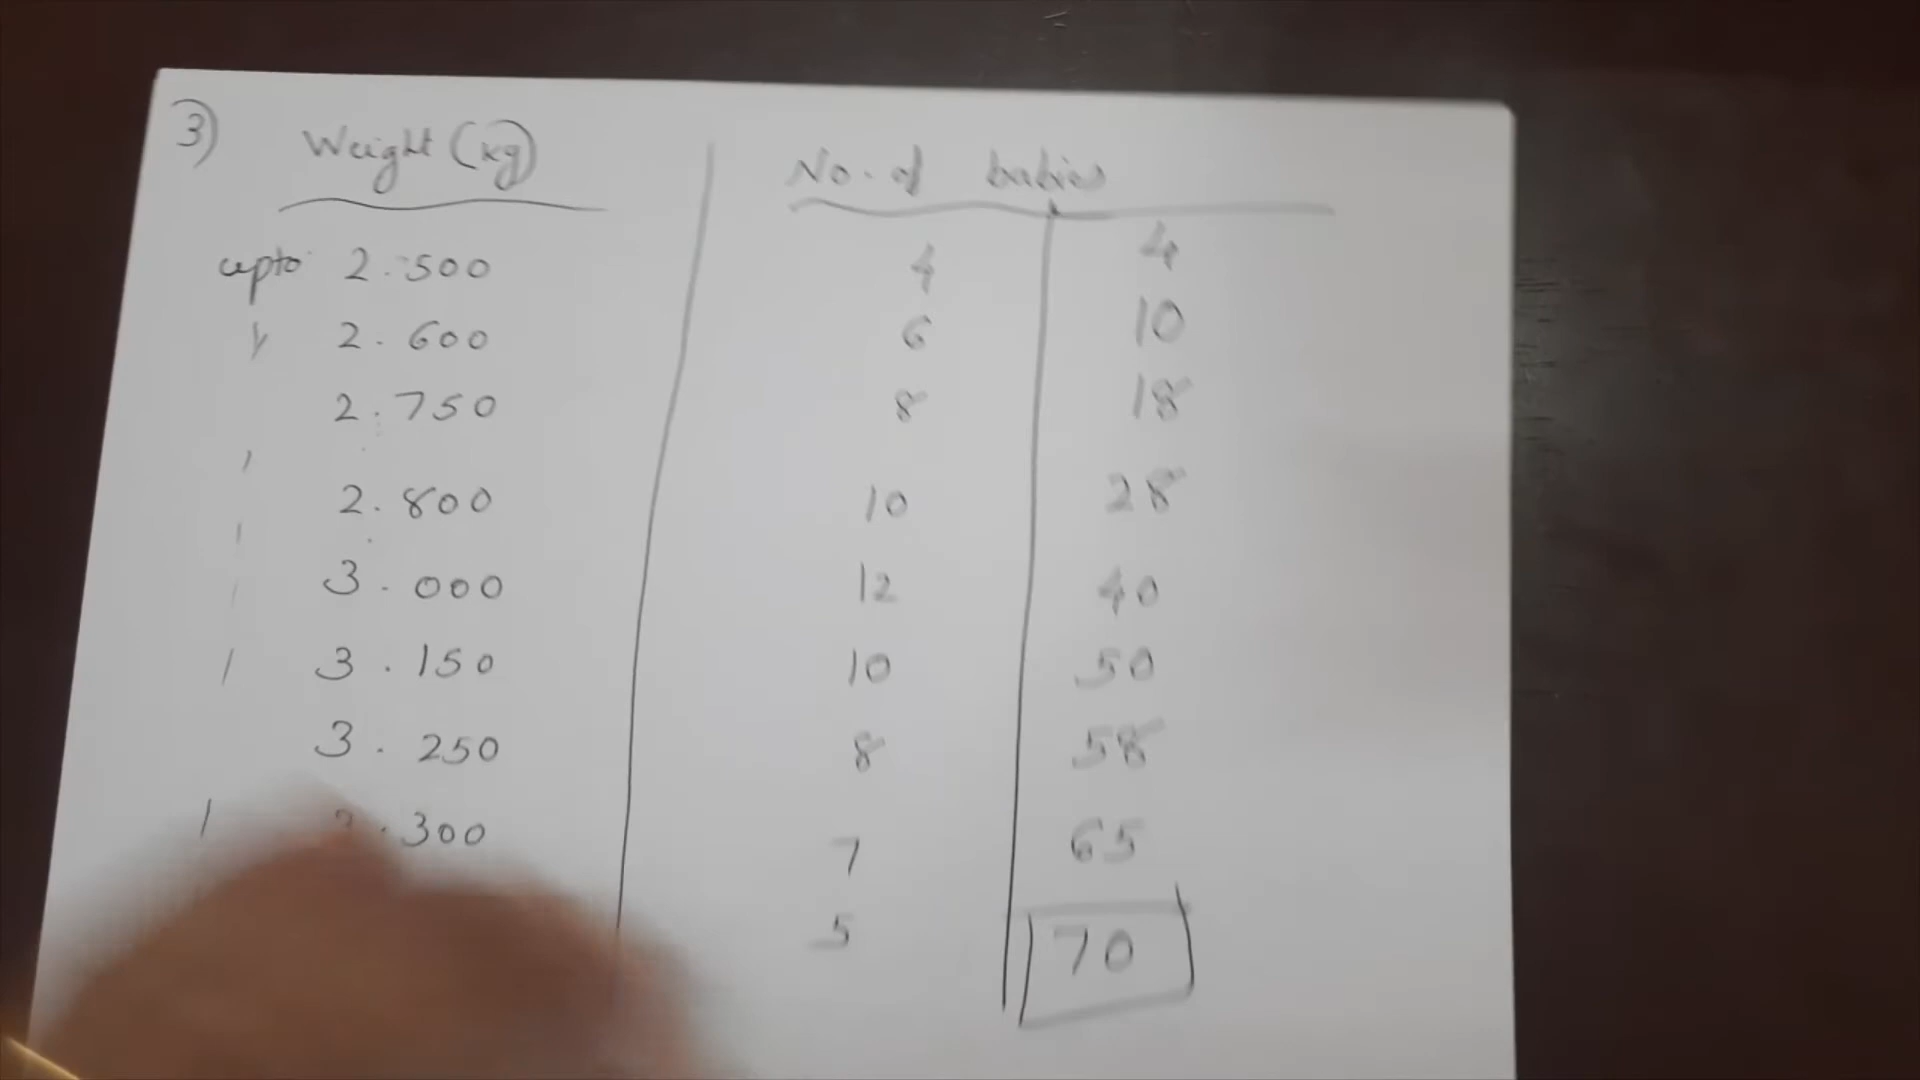 3) Weight (kg) No. of babies
upto 2.500 4 4
2.600 6 10
2.750 8 18
2.800 10 28
3.000 12 40
3.150 10 50
3.250 8 58
.300 7 65
5 70